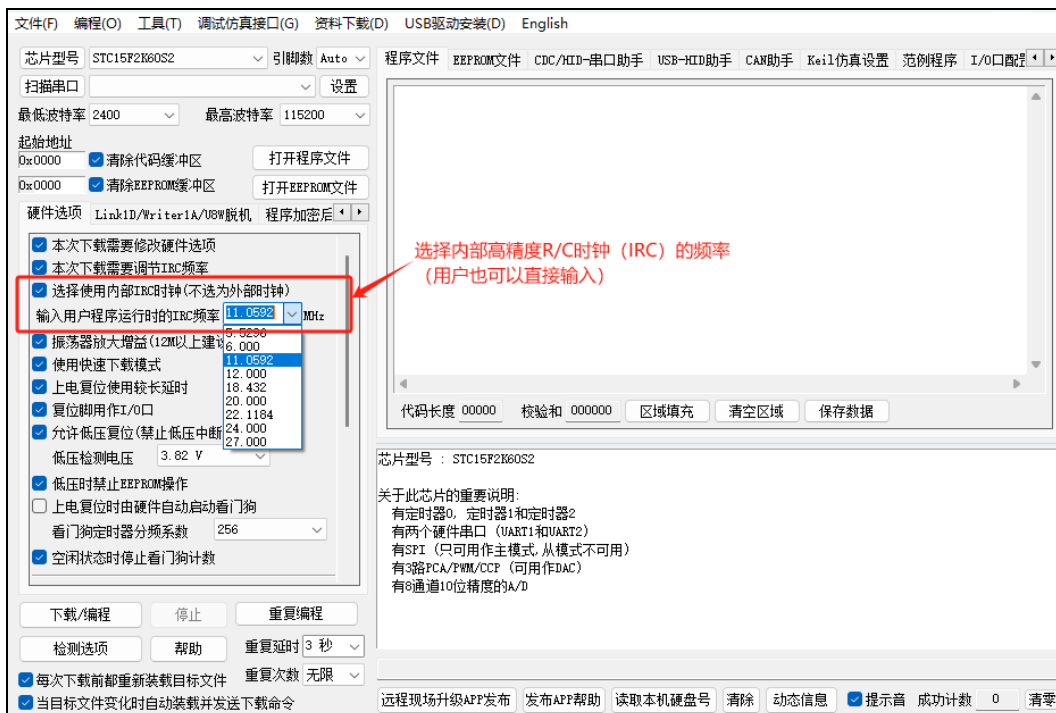 文件(F) 编程(O) 工具(T) 调试仿真接口(G) 资料下载(D) USB驱动安装(D) English
芯片型号 STC15F2K60S2 引脚数 Auto
扫描串口 设置
最低波特率 2400 最高波特率 115200
起始地址
0x0000 清除代码缓冲区 打开程序文件
0x0000 清除EEPROM缓冲区 打开EEPROM文件
硬件选项 Link1D/Writer1A/U8W脱机 程序加密后
本次下载需要修改硬件选项
本次下载需要调节IRC频率
选择使用内部IRC时钟(不选为外部时钟)
输入用户程序运行时的IRC频率 11.0592 MHz
5.5296
6.000
11.0592
12.000
18.432
20.000
22.1184
24.000
27.000
振荡器放大增益(12M以上建议
使用快速下载模式
上电复位使用较长延时
复位脚用作I/O口
允许低压复位(禁止低压中断
低压检测电压 3.82 V
低压时禁止EEPROM操作
上电复位时由硬件自动启动看门狗
看门狗定时器分频系数 256
空闲状态时停止看门狗计数
下载/编程 停止 重复编程
检测选项 帮助 重复延时 3 秒
每次下载前都重新装载目标文件 重复次数 无限
当目标文件变化时自动装载并发送下载命令
程序文件 EEPROM文件 CDC/HID-串口助手 USB-HID助手 CAN助手 Keil仿真设置 范例程序 I/O口配置
选择内部高精度R/C时钟（IRC）的频率
（用户也可以直接输入）
代码长度 00000 校验和 000000 区域填充 清空区域 保存数据
芯片型号 : STC15F2K60S2
关于此芯片的重要说明:
有定时器0, 定时器1和定时器2
有两个硬件串口 (UART1和UART2)
有SPI (只可用作主模式,从模式不可用)
有3路PCA/PWM/CCP (可用作DAC)
有8通道10位精度的A/D
远程现场升级APP发布 发布APP帮助 读取本机硬盘号 清除 动态信息 提示音 成功计数 0 清零